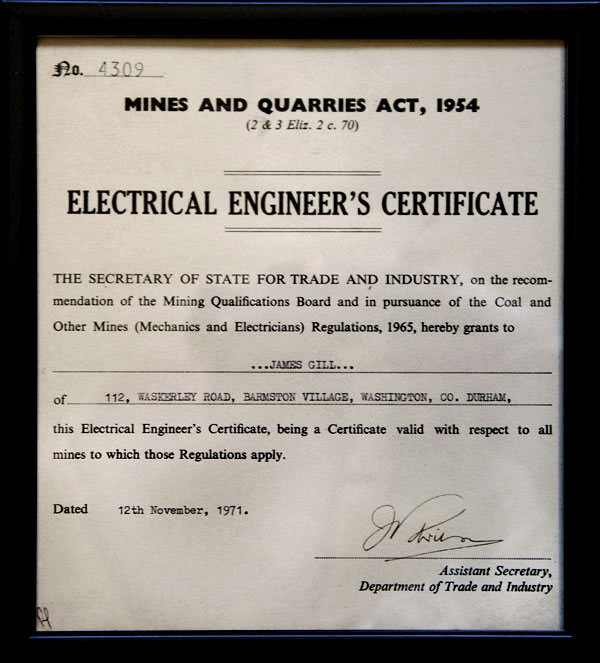 No. 4309
MINES AND QUARRIES ACT, 1954
(2 & 3 Eliz. 2 c. 70)
ELECTRICAL ENGINEER'S CERTIFICATE
THE SECRETARY OF STATE FOR TRADE AND INDUSTRY, on the recom-
mendation of the Mining Qualifications Board and in pursuance of the Coal and
Other Mines (Mechanics and Electricians) Regulations, 1965, hereby grants to
...JAMES GILL...
of 112, WASKERLEY ROAD, BARMSTON VILLAGE, WASHINGTON, CO. DURHAM,
this Electrical Engineer's Certificate, being a Certificate valid with respect to all
mines to which those Regulations apply.
Dated 12th November, 1971.
Assistant Secretary,
Department of Trade and Industry